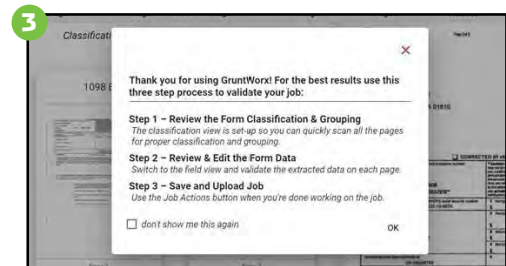 3
Classificati
1098 E
Thank you for using GruntWorx! For the best results use this
three step process to validate your job:
Step 1 – Review the Form Classification & Grouping
The classification view is set-up so you can quickly scan all the pages
for proper classification and grouping.
Step 2 – Review & Edit the Form Data
Switch to the field view and validate the extracted data on each page.
Step 3 – Save and Upload Job
Use the Job Actions button when you're done working on the job.
don't show me this again
OK
01810